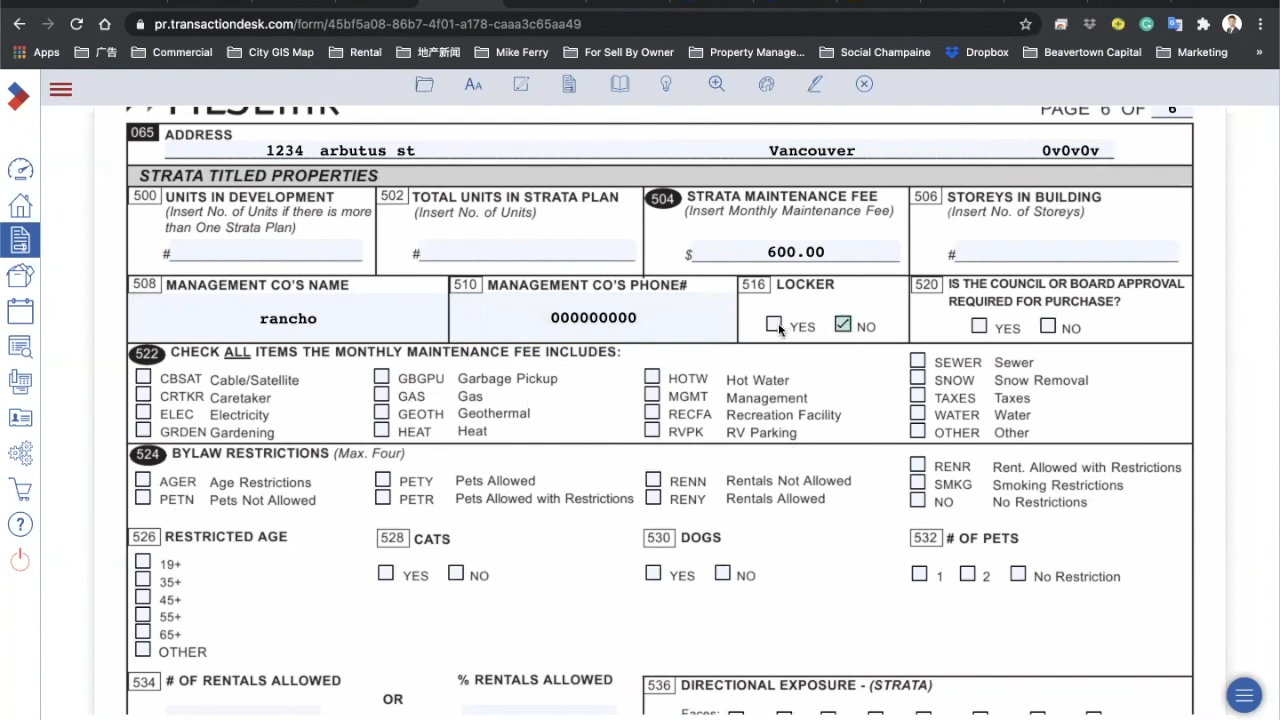 pr.transactiondesk.com/form/45bf5a08-86b7-4f01-a178-caaa3c65aa49
Apps 广告 Commercial City GIS Map Rental 地产新闻 Mike Ferry For Sell By Owner Property Manage... Social Champaine Dropbox Beavertown Capital Marketing »
PAGE 6 OF 6
065 ADDRESS
1234 arbutus st Vancouver 0v0v0v
STRATA TITLED PROPERTIES
500 UNITS IN DEVELOPMENT 502 TOTAL UNITS IN STRATA PLAN 504 STRATA MAINTENANCE FEE 506 STOREYS IN BUILDING
(Insert No. of Units if there is more (Insert No. of Units) (Insert Monthly Maintenance Fee) (Insert No. of Storeys)
than One Strata Plan)
# # $ 600.00 #
508 MANAGEMENT CO'S NAME 510 MANAGEMENT CO'S PHONE# 516 LOCKER 520 IS THE COUNCIL OR BOARD APPROVAL
REQUIRED FOR PURCHASE?
rancho 000000000 YES NO YES NO
522 CHECK ALL ITEMS THE MONTHLY MAINTENANCE FEE INCLUDES:
SEWER Sewer
CBSAT Cable/Satellite GBGPU Garbage Pickup HOTW Hot Water SNOW Snow Removal
CRTKR Caretaker GAS Gas MGMT Management TAXES Taxes
ELEC Electricity GEOTH Geothermal RECFA Recreation Facility WATER Water
GRDEN Gardening HEAT Heat RVPK RV Parking OTHER Other
524 BYLAW RESTRICTIONS (Max. Four)
RENR Rent. Allowed with Restrictions
AGER Age Restrictions PETY Pets Allowed RENN Rentals Not Allowed SMKG Smoking Restrictions
PETN Pets Not Allowed PETR Pets Allowed with Restrictions RENY Rentals Allowed NO No Restrictions
526 RESTRICTED AGE 528 CATS 530 DOGS 532 # OF PETS
19+ YES NO YES NO 1 2 No Restriction
35+
45+
55+
65+
OTHER
534 # OF RENTALS ALLOWED OR % RENTALS ALLOWED 536 DIRECTIONAL EXPOSURE - (STRATA)
Faces: